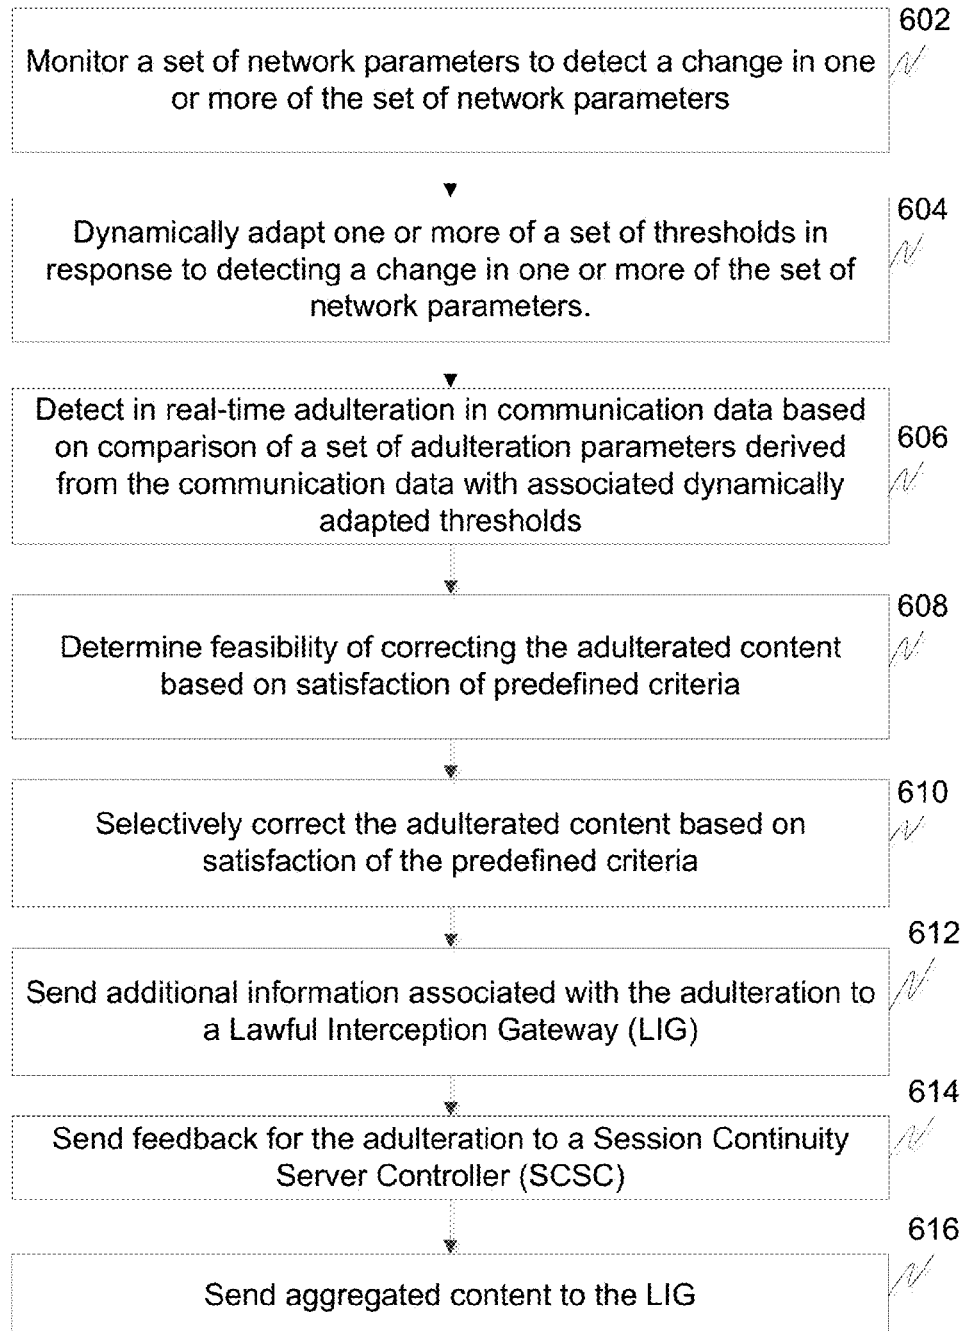 602
Monitor a set of network parameters to detect a change in one
or more of the set of network parameters
604
Dynamically adapt one or more of a set of thresholds in
response to detecting a change in one or more of the set of
network parameters.
606
Detect in real-time adulteration in communication data based
on comparison of a set of adulteration parameters derived
from the communication data with associated dynamically
adapted thresholds
608
Determine feasibility of correcting the adulterated content
based on satisfaction of predefined criteria
610
Selectively correct the adulterated content based on
satisfaction of the predefined criteria
612
Send additional information associated with the adulteration to
a Lawful Interception Gateway (LIG)
614
Send feedback for the adulteration to a Session Continuity
Server Controller (SCSC)
616
Send aggregated content to the LIG